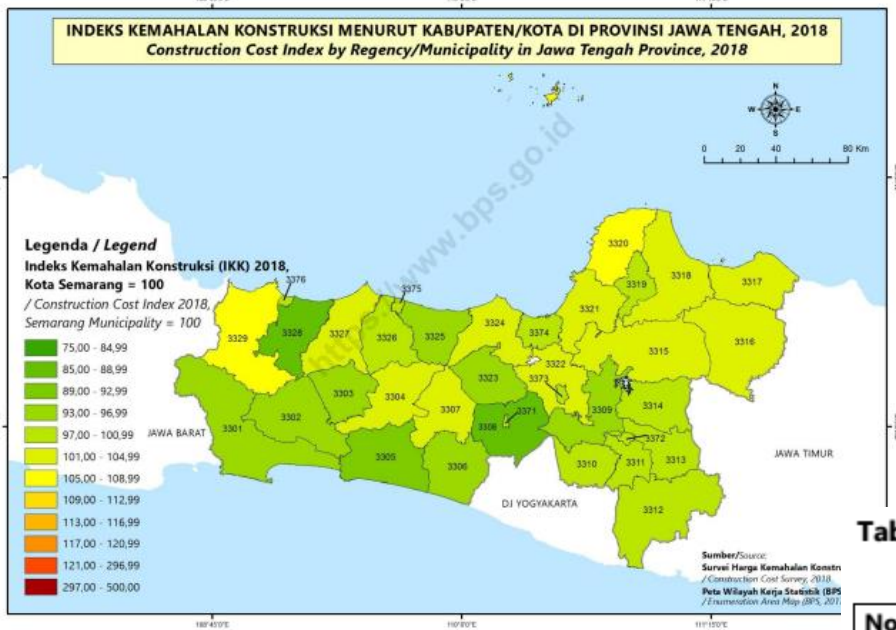 INDEKS KEMAHALAN KONSTRUKSI MENURUT KABUPATEN/KOTA DI PROVINSI JAWA TENGAH, 2018
Construction Cost Index by Regency/Municipality in Jawa Tengah Province, 2018
N
W E
S
0 20 40 80 Km
https://www.bps.go.id
Legenda / Legend
Indeks Kemahalan Konstruksi (IKK) 2018,
Kota Semarang = 100
/ Construction Cost Index 2018,
Semarang Municipality = 100
75,00 - 84,99
85,00 - 88,99
89,00 - 92,99
93,00 - 96,99
97,00 - 100,99
101,00 - 104,99
105,00 - 108,99
109,00 - 112,99
113,00 - 116,99
117,00 - 120,99
121,00 - 296,99
297,00 - 500,00
3320
3318
3319
3317
3376
3375
3321
3329
3328
3327
3326
3325
3324
3374
3316
3315
3322
3323
3373
3303
3304
3307
3309
3314
3302
3371
3308
3301
3372
JAWA BARAT
3305
3306
3310
3311
3313
JAWA TIMUR
DJ YOGYAKARTA
3312
Sumber/Source:
Survei Harga Kemahalan Konstru
/ Construction Cost Survey, 2018
Peta Wilayah Kerja Statistik (BPS
/ Enumeration Area Map (BPS, 201
110°0'0"E
111°15'0"E
Tab
No